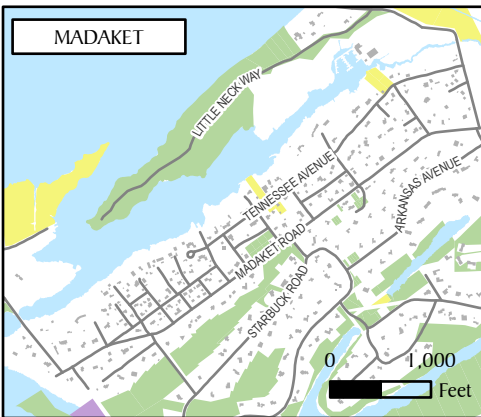 MADAKET
LITTLE NECK WAY
TENNESSEE AVENUE
ARKANSAS AVENUE
MADAKET ROAD
STARBUCK ROAD
0 1,000
Feet